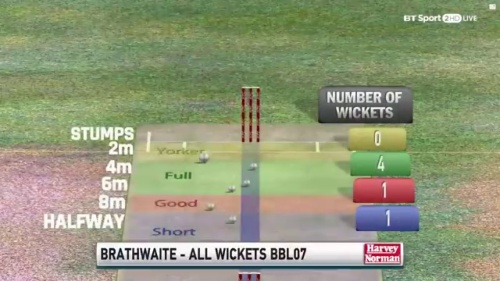 BT Sport 2HD LIVE
NUMBER OF
WICKETS
STUMPS
2m
4m
6m
8m
HALFWAY
Yorker
Full
Good
Short
0
4
1
1
BRATHWAITE - ALL WICKETS BBL07
Harvey
Norman